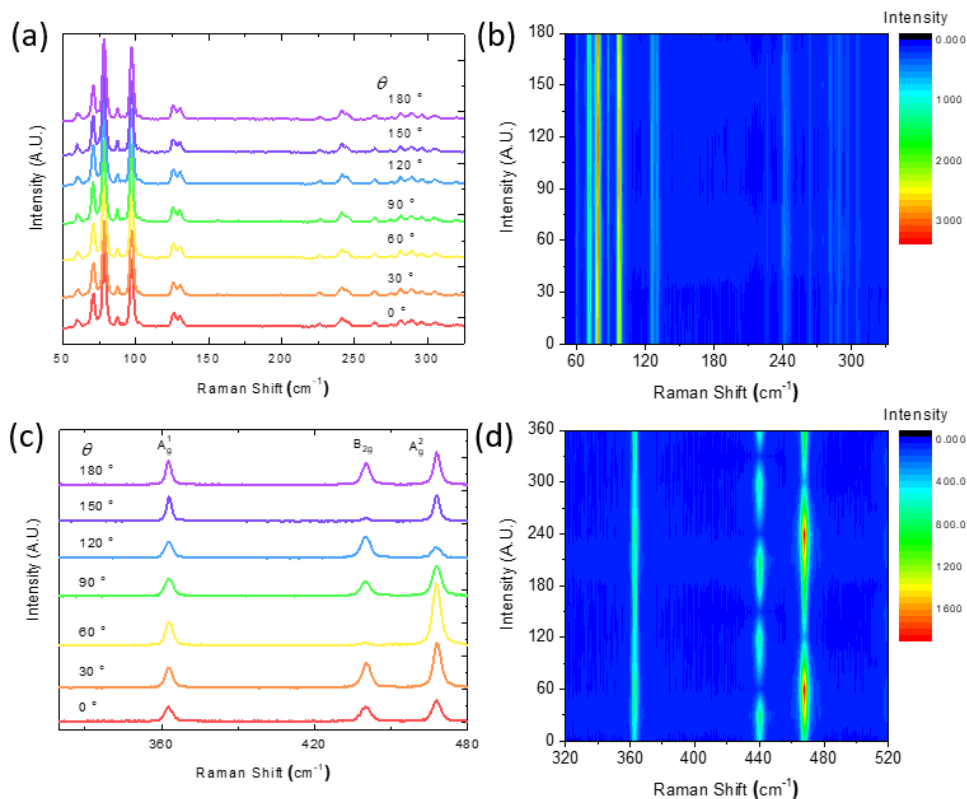 (a)
Intensity (A.U.)
θ
180 °
150 °
120 °
90 °
60 °
30 °
0 °
50 100 150 200 250 300
Raman Shift (cm-1)
(b)
Intensity
0.000
1000
2000
3000
Intensity (A.U.)
180
150
120
90
60
30
0
60 120 180 240 300
Raman Shift (cm-1)
(c)
Intensity (A.U.)
θ
Ag1
B2g
Ag2
180 °
150 °
120 °
90 °
60 °
30 °
0 °
360 420 480
Raman Shift (cm-1)
(d)
Intensity
0.000
400.0
800.0
1200
1600
Intensity (A.U.)
360
300
240
180
120
60
0
320 360 400 440 480 520
Raman Shift (cm-1)